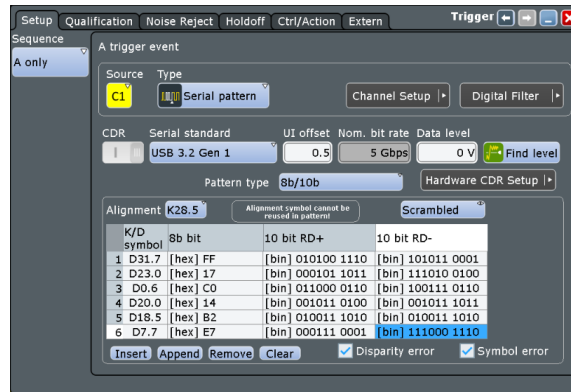 Setup Qualification Noise Reject Holdoff Ctrl/Action Extern Trigger
Sequence
A only
A trigger event
Source Type
C1 Serial pattern Channel Setup Digital Filter
CDR Serial standard UI offset Nom. bit rate Data level
USB 3.2 Gen 1 0.5 5 Gbps 0 V Find level
Pattern type 8b/10b Hardware CDR Setup
Alignment K28.5 Alignment symbol cannot be reused in pattern! Scrambled
K/D symbol 8b bit 10 bit RD+ 10 bit RD-
1 D31.7 [hex] FF [bin] 010100 1110 [bin] 101011 0001
2 D23.0 [hex] 17 [bin] 000101 1011 [bin] 111010 0100
3 D0.6 [hex] C0 [bin] 011000 0110 [bin] 100111 0110
4 D20.0 [hex] 14 [bin] 001011 0100 [bin] 001011 1011
5 D18.5 [hex] B2 [bin] 010011 1010 [bin] 010011 1010
6 D7.7 [hex] E7 [bin] 000111 0001 [bin] 111000 1110
Insert Append Remove Clear Disparity error Symbol error